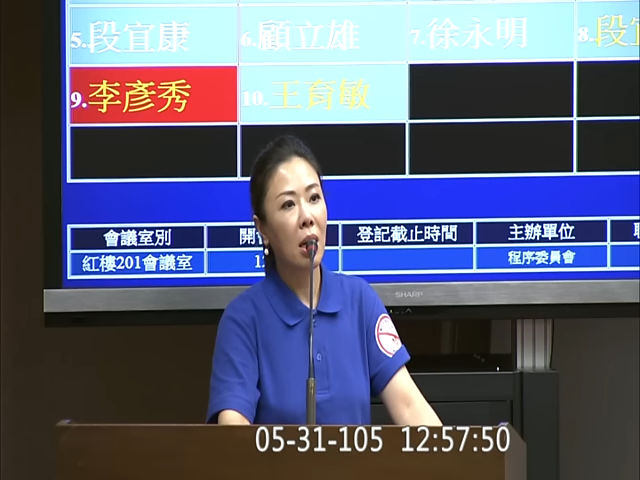 5.段宜康 6.顧立雄 7.徐永明 8.段宜
9.李彥秀 10.王育敏
會議室別 開會 登記截止時間 主辦單位
紅樓201會議室 12 程序委員會
SHARP
05-31-105 12:57:50